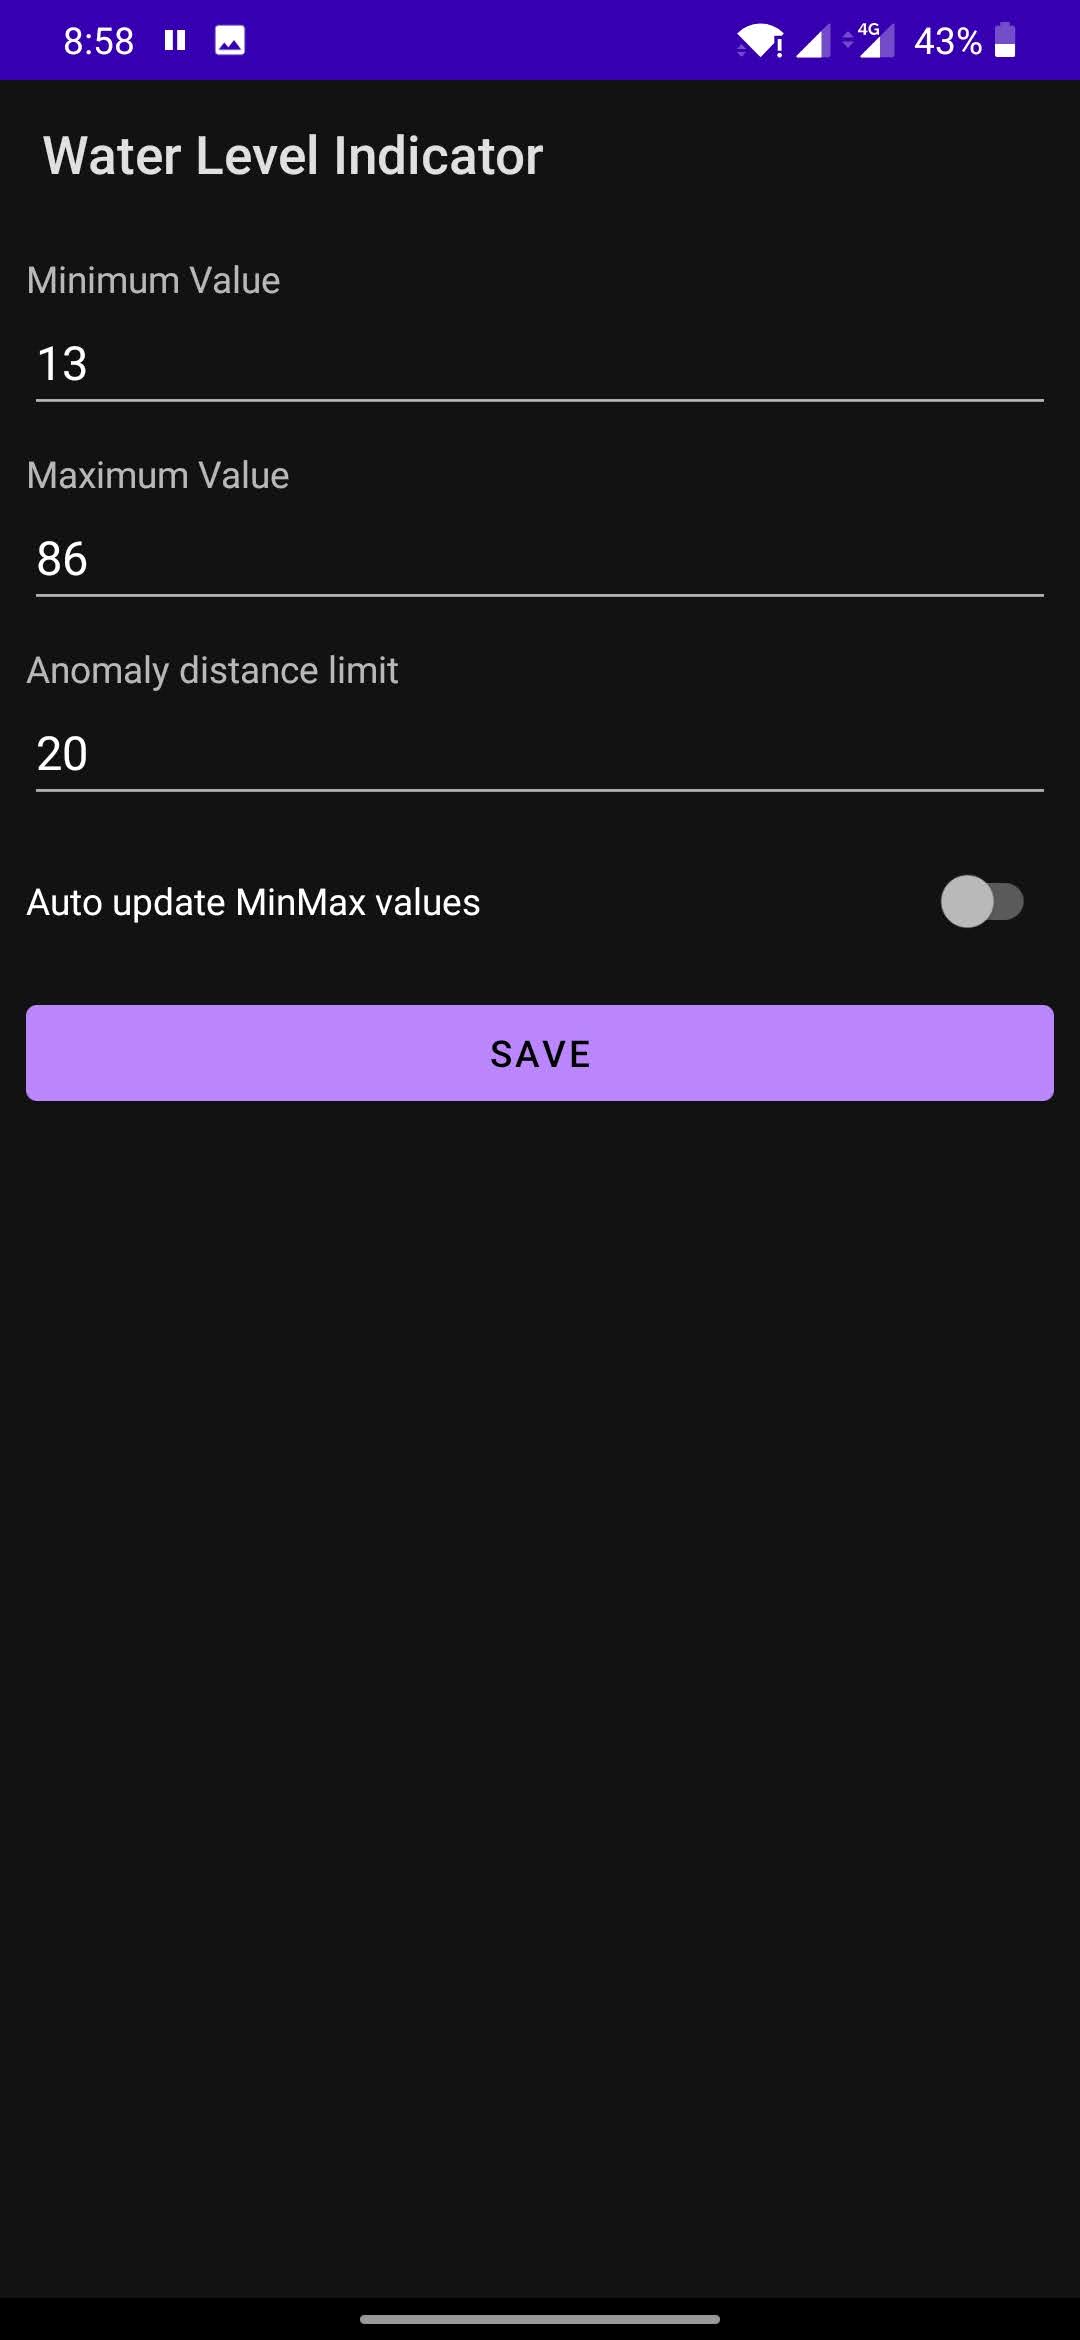 8:58
4G
43%
Water Level Indicator
Minimum Value
13
Maximum Value
86
Anomaly distance limit
20
Auto update MinMax values
SAVE